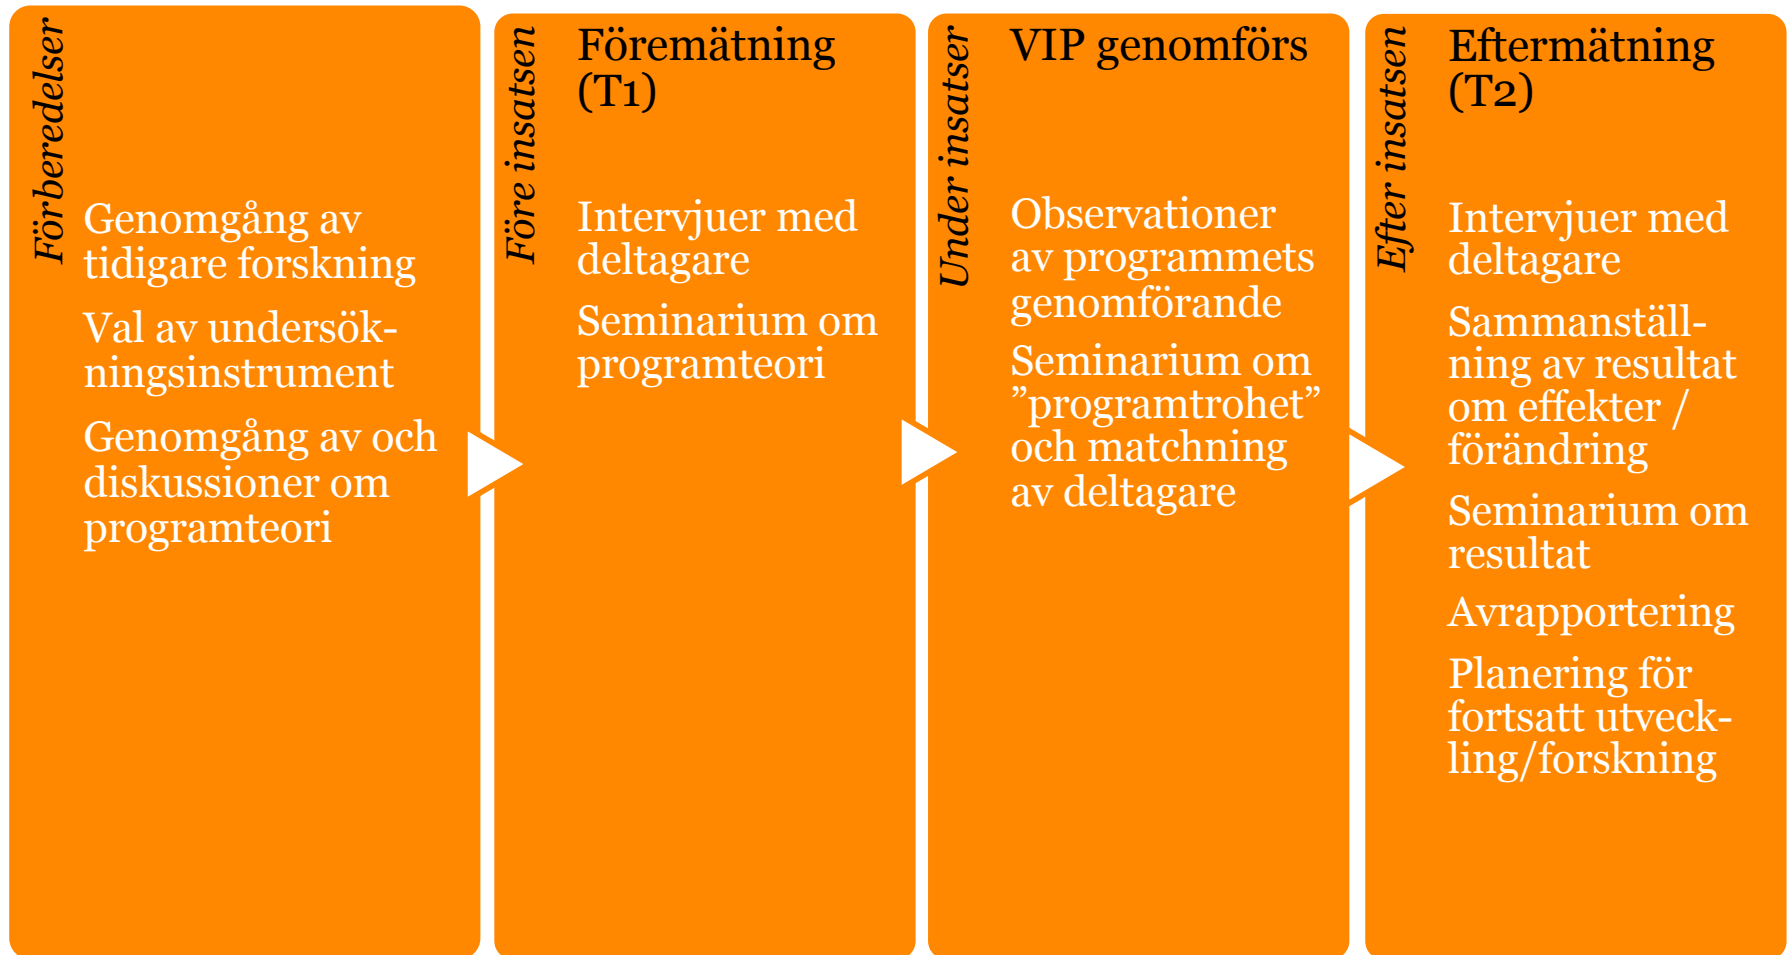 Förberedelser
Genomgång av
tidigare forskning
Val av undersök-
ningsinstrument
Genomgång av och
diskussioner om
programteori
Före insatsen
Föremätning
(T1)
Intervjuer med
deltagare
Seminarium om
programteori
Under insatser
VIP genomförs
Observationer
av programmets
genomförande
Seminarium om
”programtrohet”
och matchning
av deltagare
Efter insatsen
Eftermätning
(T2)
Intervjuer med
deltagare
Sammanställ-
ning av resultat
om effekter /
förändring
Seminarium om
resultat
Avrapportering
Planering för
fortsatt utveck-
ling/forskning